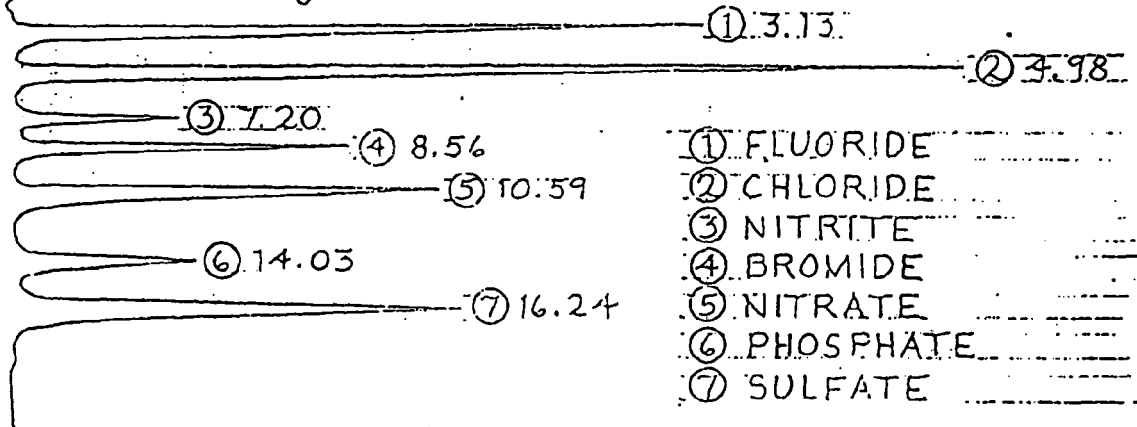 ① 3.13
② 4.98
③ 7.20
④ 8.56
⑤ 10.59
⑥ 14.03
⑦ 16.24
① FLUORIDE
② CHLORIDE
③ NITRITE
④ BROMIDE
⑤ NITRATE
⑥ PHOSPHATE
⑦ SULFATE